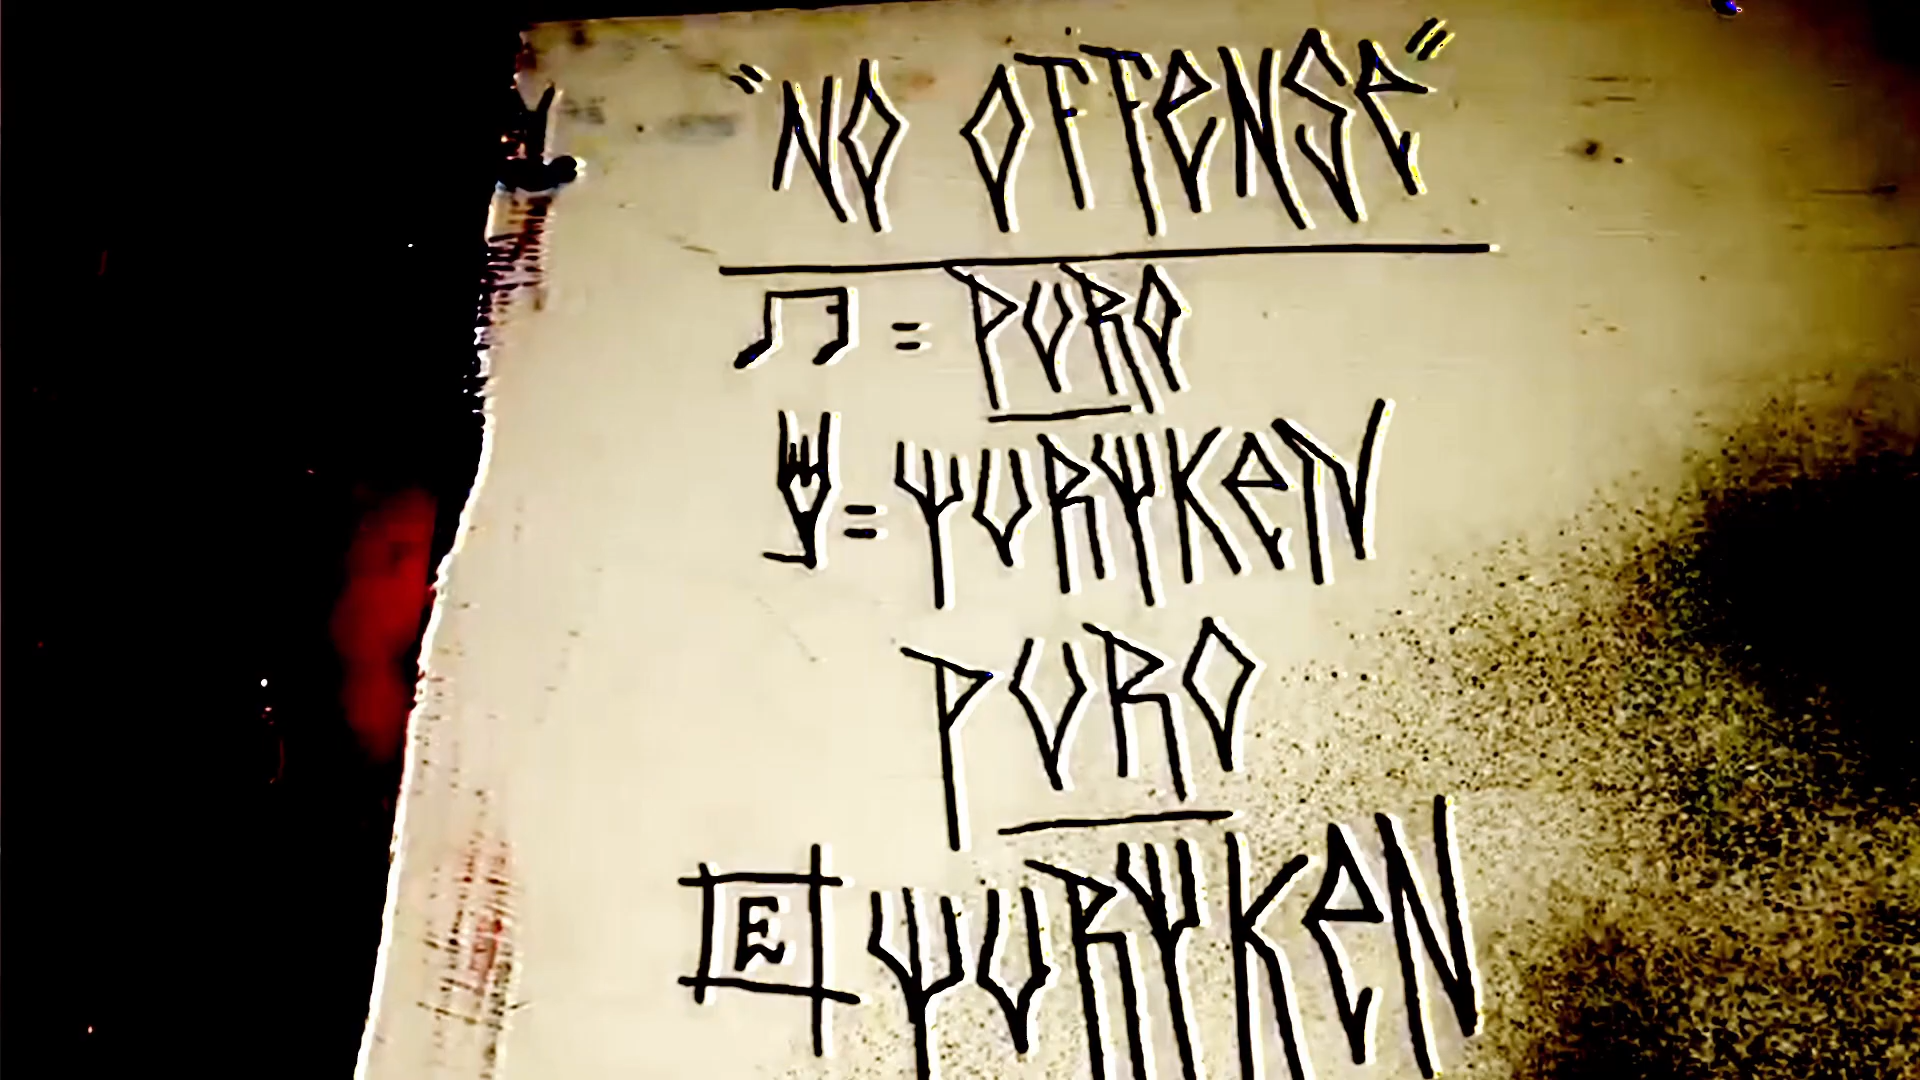 "NO OFFeNSe"
♫ = PURO
= YURYKeN
PURO
E YURYKeN